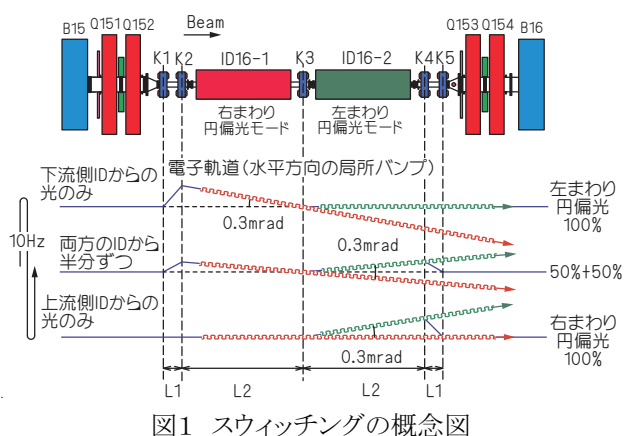 Q151 Q152
Q153 Q154
B15
Beam
B16
K1 K2
ID16-1
K3
ID16-2
K4 K5
右まわり
円偏光モード
左まわり
円偏光モード
電子軌道(水平方向の局所バンプ)
下流側IDからの
光のみ
0.3mrad
左まわり
円偏光
100%
10Hz
両方のIDから
半分ずつ
0.3mrad
50%+50%
上流側IDからの
光のみ
0.3mrad
右まわり
円偏光
100%
L1
L2
L2
L1
図1 スウィッチングの概念図